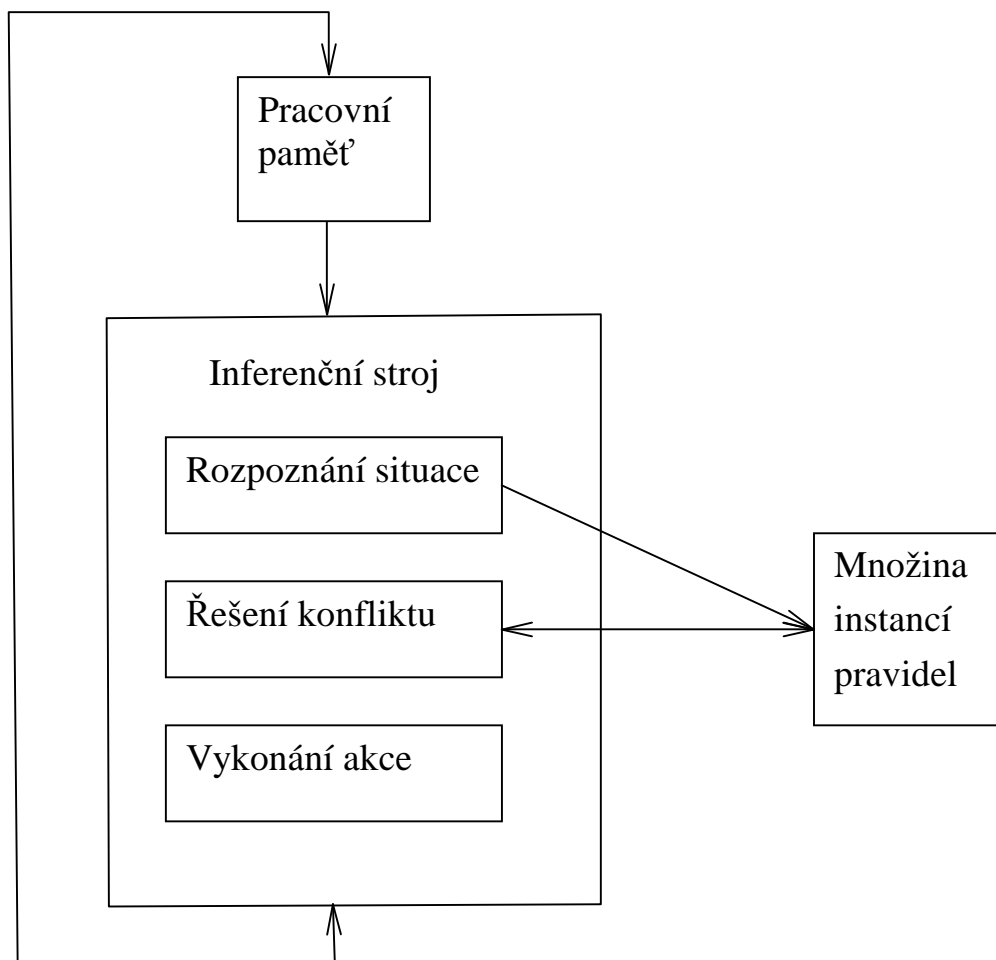 Pracovní
paměť
Inferenční stroj
Rozpoznání situace
Řešení konfliktu
Vykonání akce
Množina
instancí
pravidel